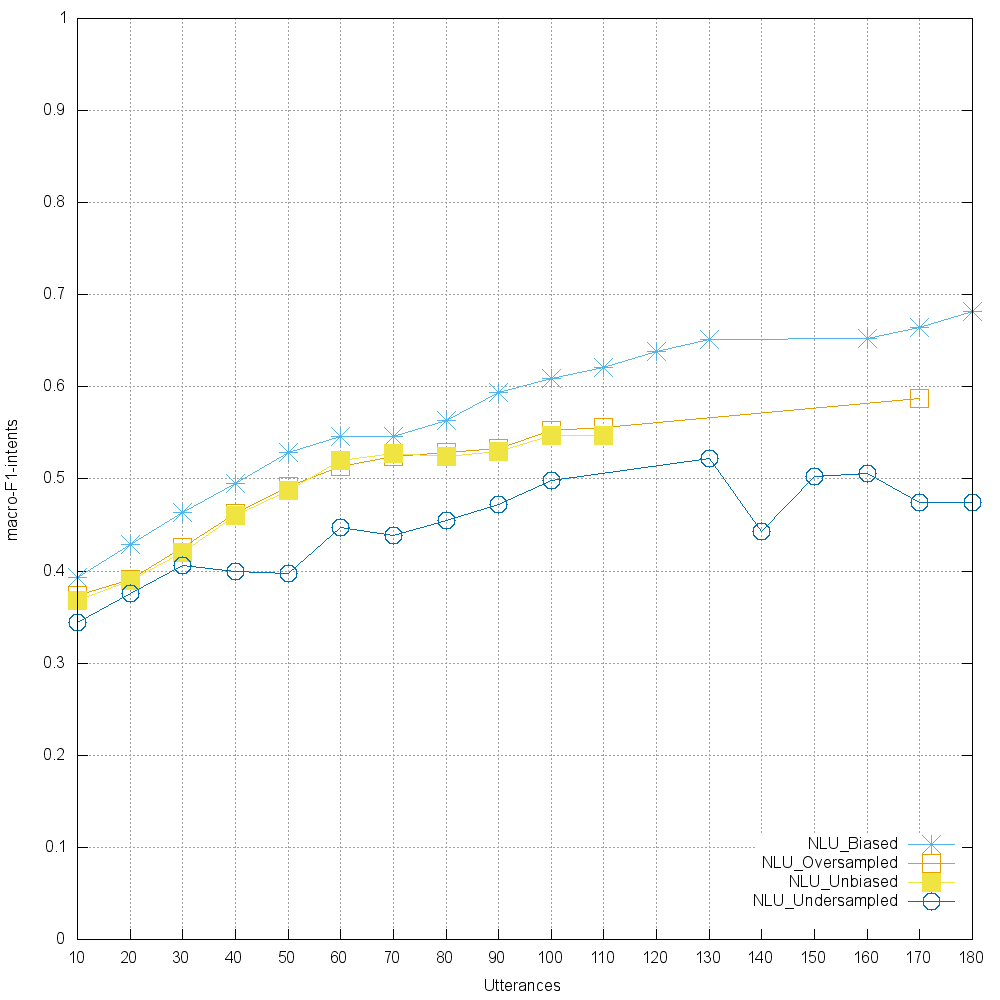 1
0.9
0.8
0.7
0.6
0.5
0.4
0.3
0.2
0.1
0
macro-F1-intents
NLU_Biased
NLU_Oversampled
NLU_Unbiased
NLU_Undersampled
10 20 30 40 50 60 70 80 90 100 110 120 130 140 150 160 170 180
Utterances